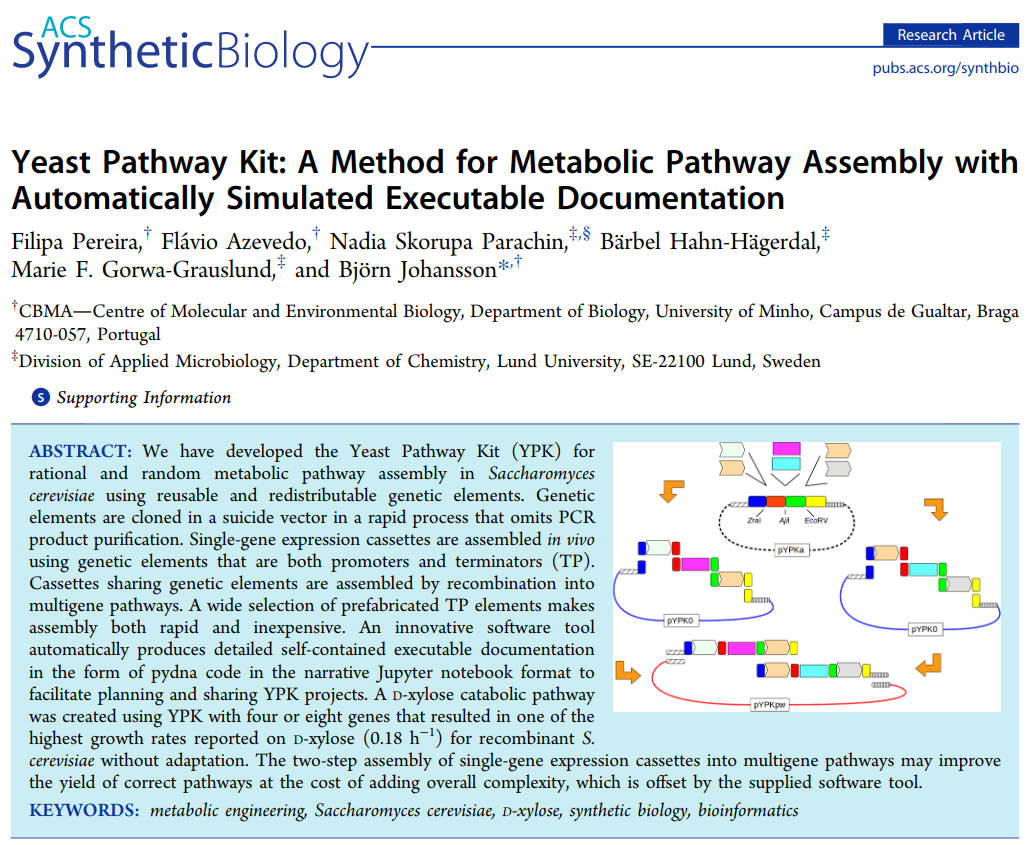 ACS
SyntheticBiology
Research Article
pubs.acs.org/synthbio
Yeast Pathway Kit: A Method for Metabolic Pathway Assembly with
Automatically Simulated Executable Documentation
Filipa Pereira,† Flávio Azevedo,† Nadia Skorupa Parachin,‡,§ Bärbel Hahn-Hägerdal,‡
Marie F. Gorwa-Grauslund,‡ and Björn Johansson*,†
†CBMA—Centre of Molecular and Environmental Biology, Department of Biology, University of Minho, Campus de Gualtar, Braga
4710-057, Portugal
‡Division of Applied Microbiology, Department of Chemistry, Lund University, SE-22100 Lund, Sweden
S Supporting Information
ABSTRACT: We have developed the Yeast Pathway Kit (YPK) for
rational and random metabolic pathway assembly in Saccharomyces
cerevisiae using reusable and redistributable genetic elements. Genetic
elements are cloned in a suicide vector in a rapid process that omits PCR
product purification. Single-gene expression cassettes are assembled in vivo
using genetic elements that are both promoters and terminators (TP).
Cassettes sharing genetic elements are assembled by recombination into
multigene pathways. A wide selection of prefabricated TP elements makes
assembly both rapid and inexpensive. An innovative software tool
automatically produces detailed self-contained executable documentation
in the form of pydna code in the narrative Jupyter notebook format to
facilitate planning and sharing YPK projects. A D-xylose catabolic pathway
was created using YPK with four or eight genes that resulted in one of the
highest growth rates reported on D-xylose (0.18 h⁻¹) for recombinant S.
cerevisiae without adaptation. The two-step assembly of single-gene expression cassettes into multigene pathways may improve
the yield of correct pathways at the cost of adding overall complexity, which is offset by the supplied software tool.
KEYWORDS: metabolic engineering, Saccharomyces cerevisiae, D-xylose, synthetic biology, bioinformatics
ZraI AjiI EcoRV
pYPKa
pYPK0
pYPK0
pYPKpw